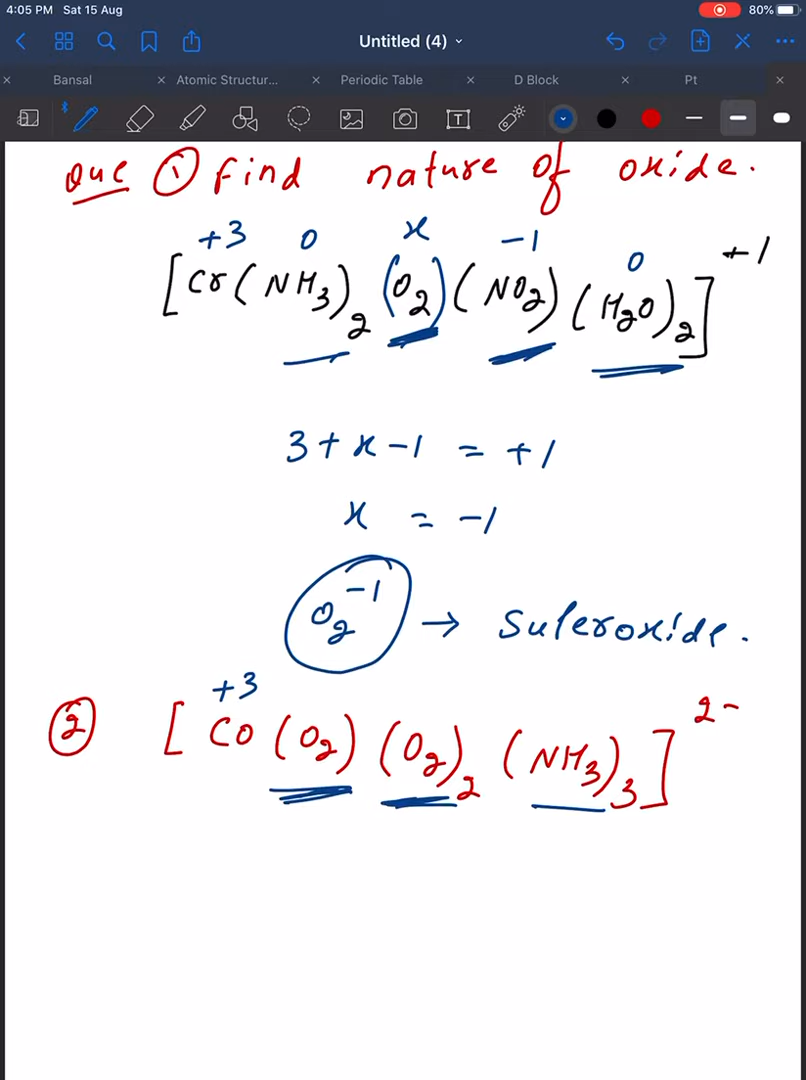 4:05 PM Sat 15 Aug 80%
Untitled (4)
Bansal Atomic Structur... Periodic Table D Block Pt
Que ① Find nature of oxide.
+3 0 x -1 0
[Cr(NH₃)₂(O₂)(NO₂)(H₂O)₂]⁺¹
3+x-1 = +1
x = -1
O₂⁻¹ → Suleroxide.
+3
② [CO(O₂)(O₂)₂(NH₃)₃]²⁻